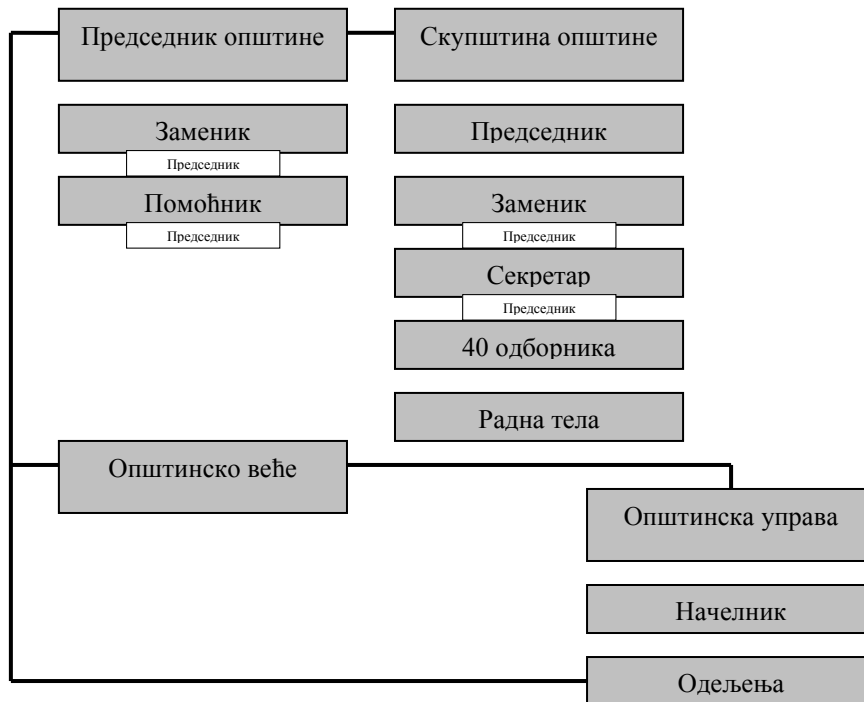 Председник општине
Скупштина општине
Заменик
Председник
Председник
Помоћник
Заменик
Председник
Председник
Секретар
Председник
40 одборника
Радна тела
Општинско веће
Општинска управа
Начелник
Одељења